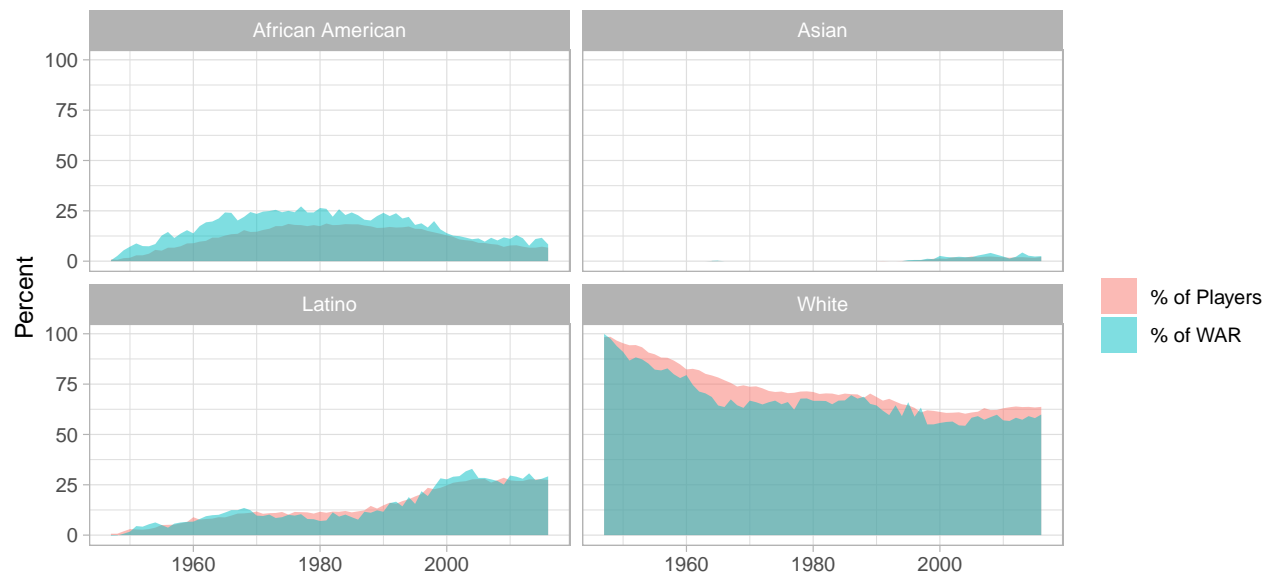 African American
Asian
100
75
50
25
0
Percent
Latino
White
100
75
50
25
0
1960
1980
2000
1960
1980
2000
% of Players
% of WAR